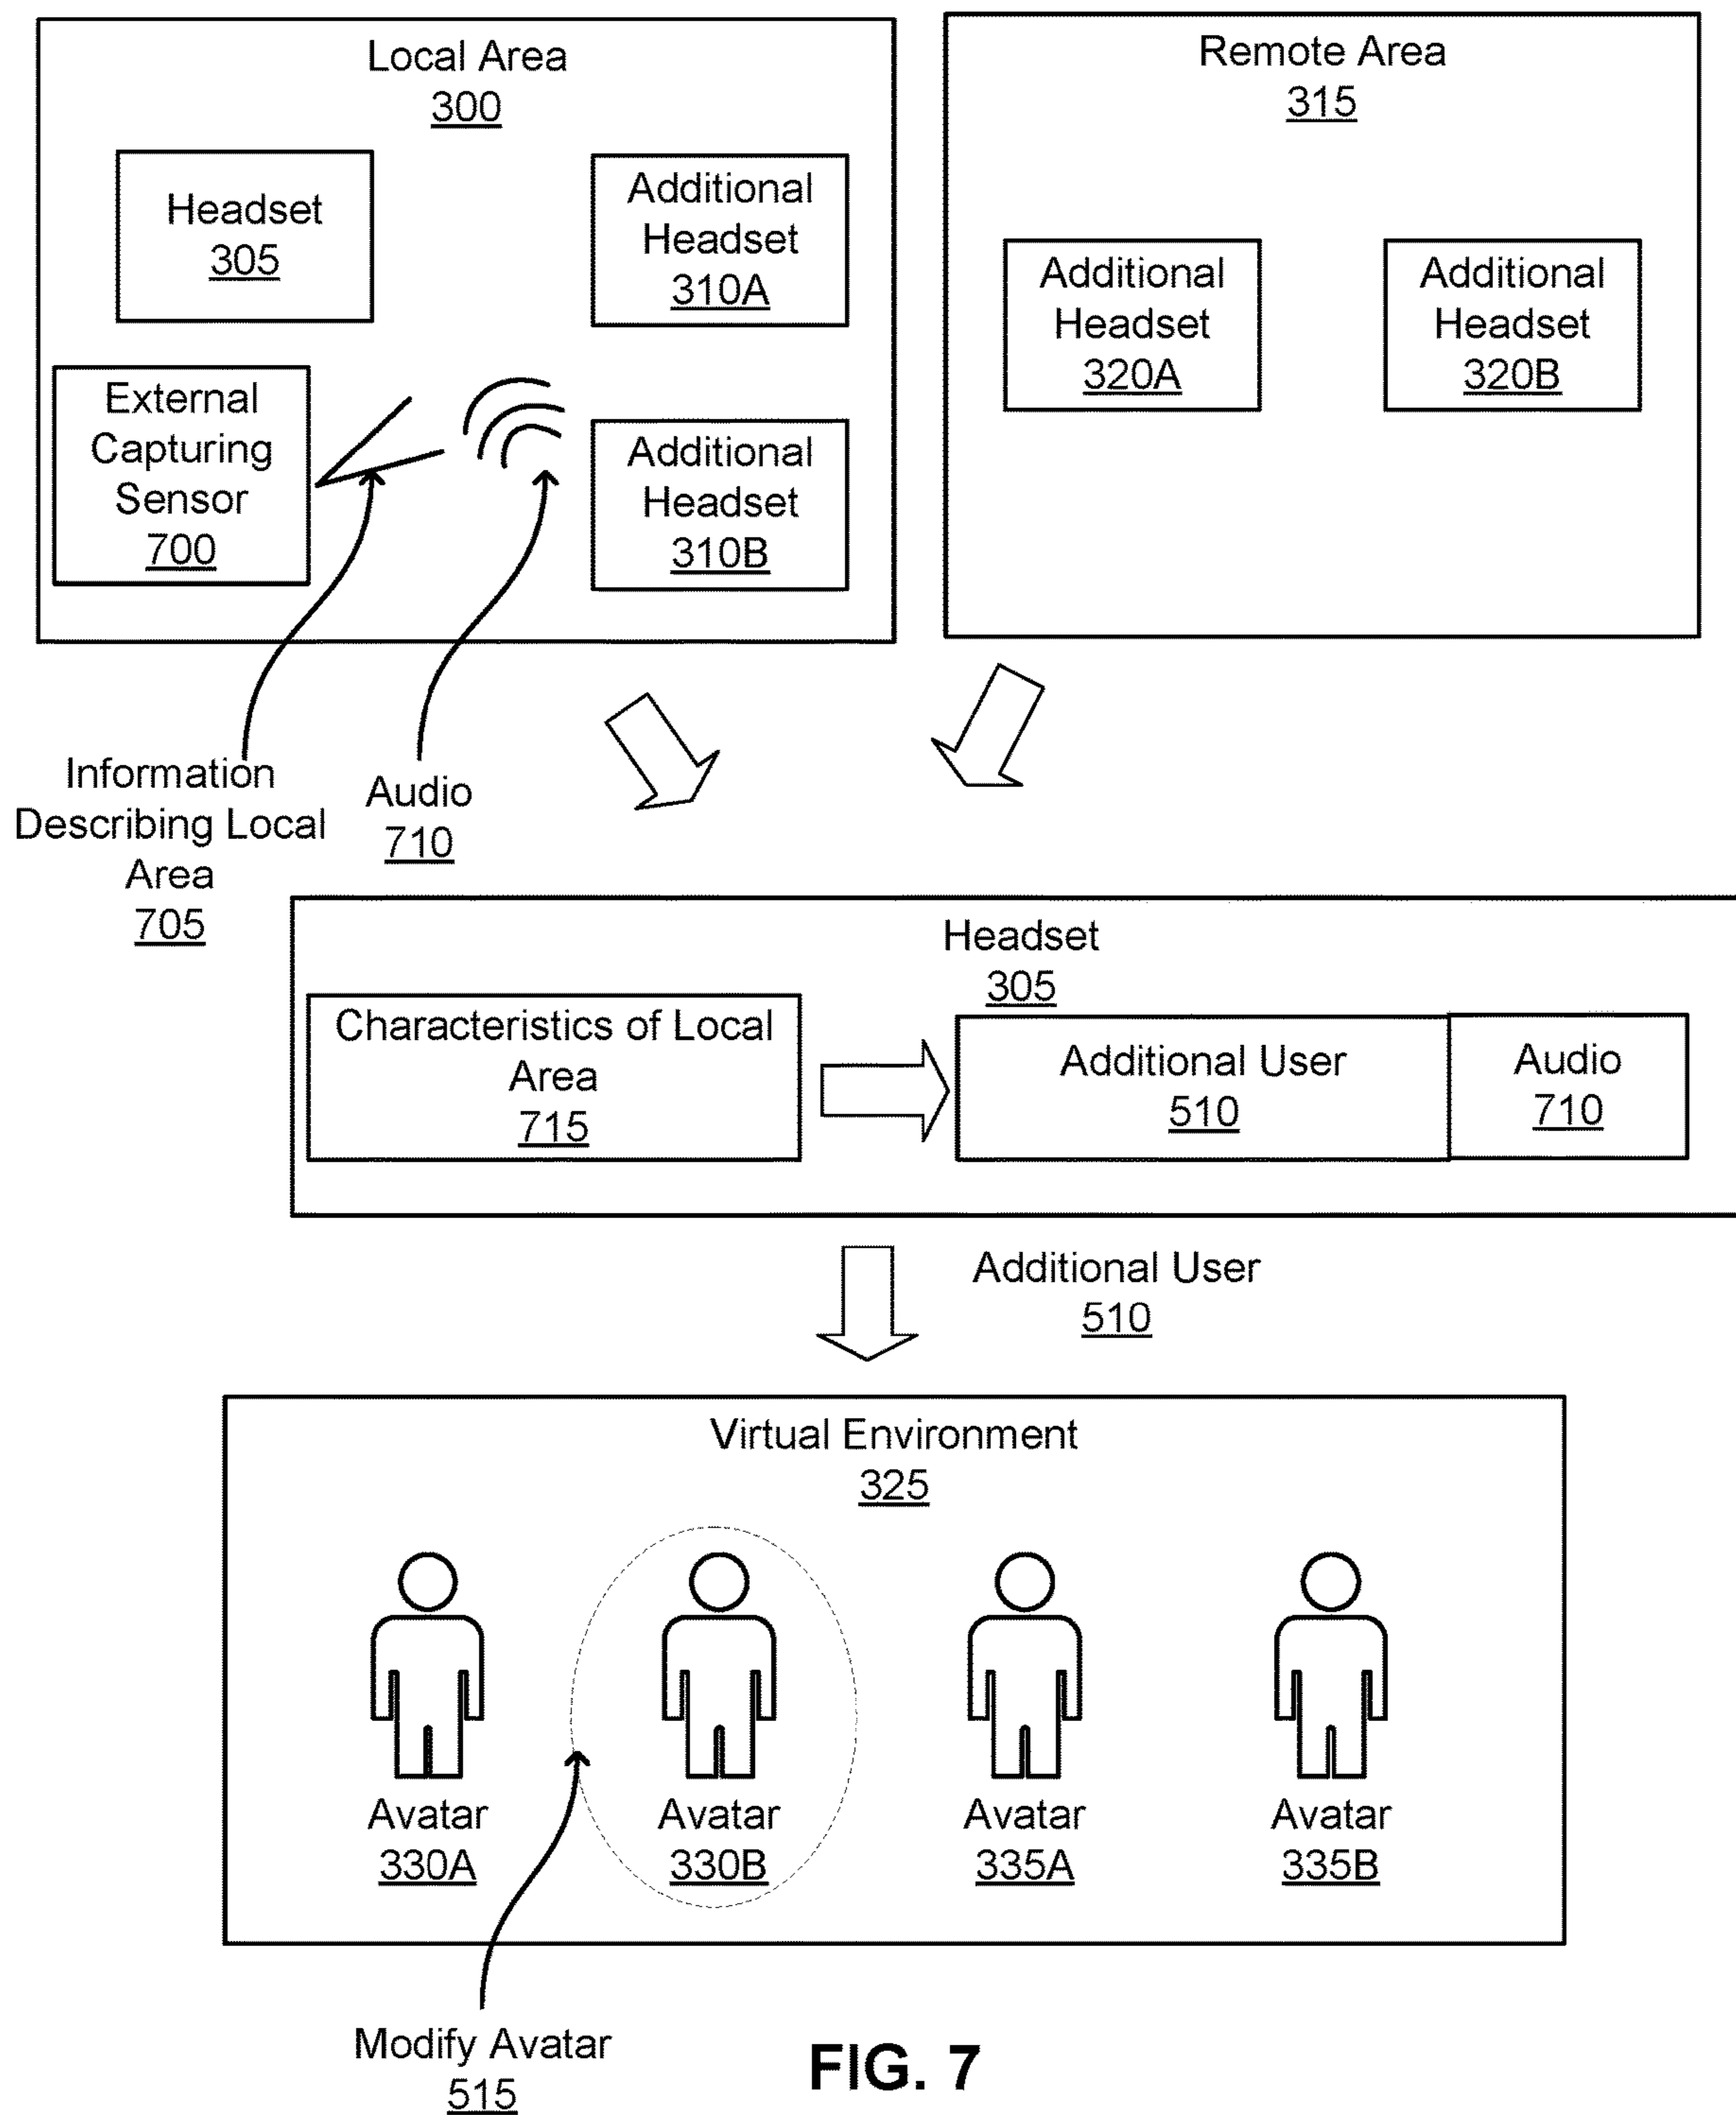 Local Area
300
Headset
305
Additional
Headset
310A
External
Capturing
Sensor
700
Additional
Headset
310B
Remote Area
315
Additional
Headset
320A
Additional
Headset
320B
Information
Describing Local
Area
705
Audio
710
Headset
305
Characteristics of Local
Area
715
Additional User
510
Audio
710
Additional User
510
Virtual Environment
325
Avatar
330A
Avatar
330B
Avatar
335A
Avatar
335B
Modify Avatar
515
FIG. 7